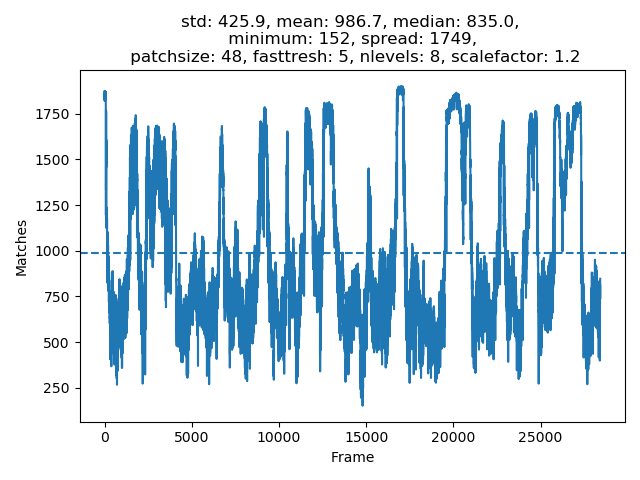 std: 425.9, mean: 986.7, median: 835.0,
minimum: 152, spread: 1749,
patchsize: 48, fasttresh: 5, nlevels: 8, scalefactor: 1.2
Matches
1750
1500
1250
1000
750
500
250
0 5000 10000 15000 20000 25000
Frame